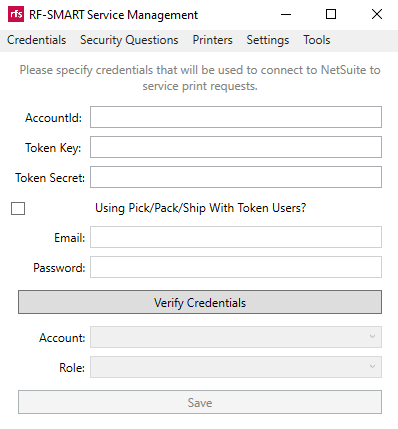 rfs RF-SMART Service Management
Credentials Security Questions Printers Settings Tools
Please specify credentials that will be used to connect to NetSuite to
service print requests.
AccountId:
Token Key:
Token Secret:
Using Pick/Pack/Ship With Token Users?
Email:
Password:
Verify Credentials
Account:
Role:
Save